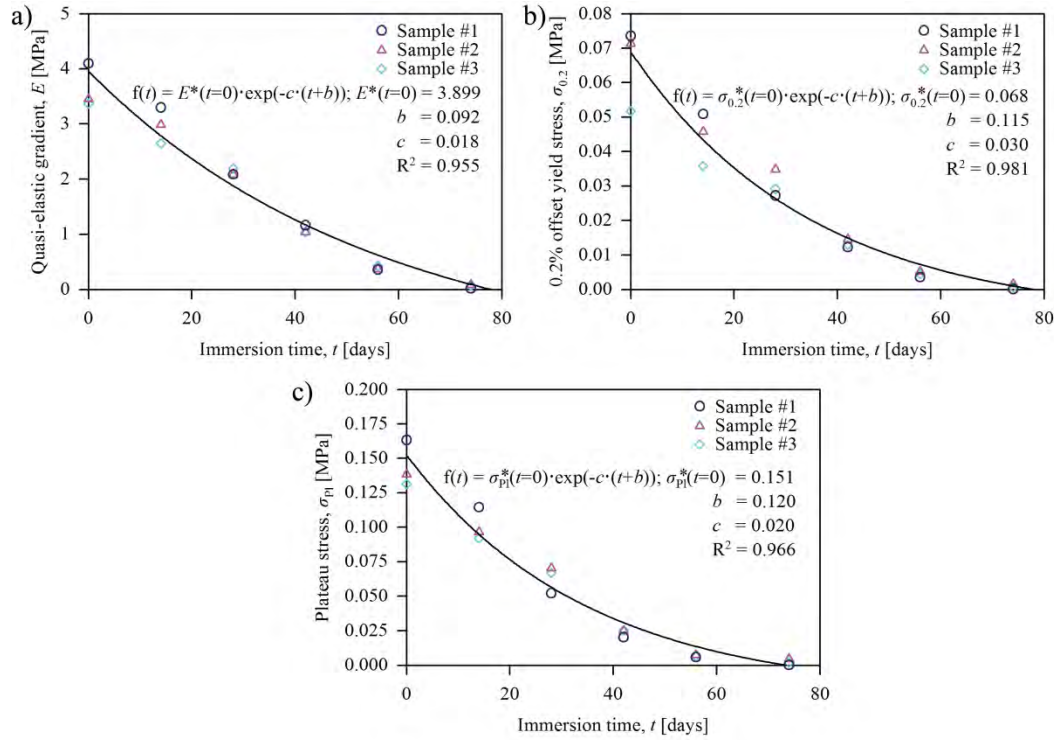 a)
5
4
3
2
1
0
Quasi-elastic gradient, E [MPa]
Sample #1
Sample #2
Sample #3
f(t) = E*(t=0)·exp(-c·(t+b)); E*(t=0) = 3.899
b = 0.092
c = 0.018
R² = 0.955
0 20 40 60 80
Immersion time, t [days]
b)
0.08
0.07
0.06
0.05
0.04
0.03
0.02
0.01
0
0.2% offset yield stress, σ0.2 [MPa]
Sample #1
Sample #2
Sample #3
f(t) = σ0.2*(t=0)·exp(-c·(t+b)); σ0.2*(t=0) = 0.068
b = 0.115
c = 0.030
R² = 0.981
0 20 40 60 80
Immersion time, t [days]
c)
0.200
0.175
0.150
0.125
0.100
0.075
0.050
0.025
0.000
Plateau stress, σPl [MPa]
Sample #1
Sample #2
Sample #3
f(t) = σPl*(t=0)·exp(-c·(t+b)); σPl*(t=0) = 0.151
b = 0.120
c = 0.020
R² = 0.966
0 20 40 60 80
Immersion time, t [days]